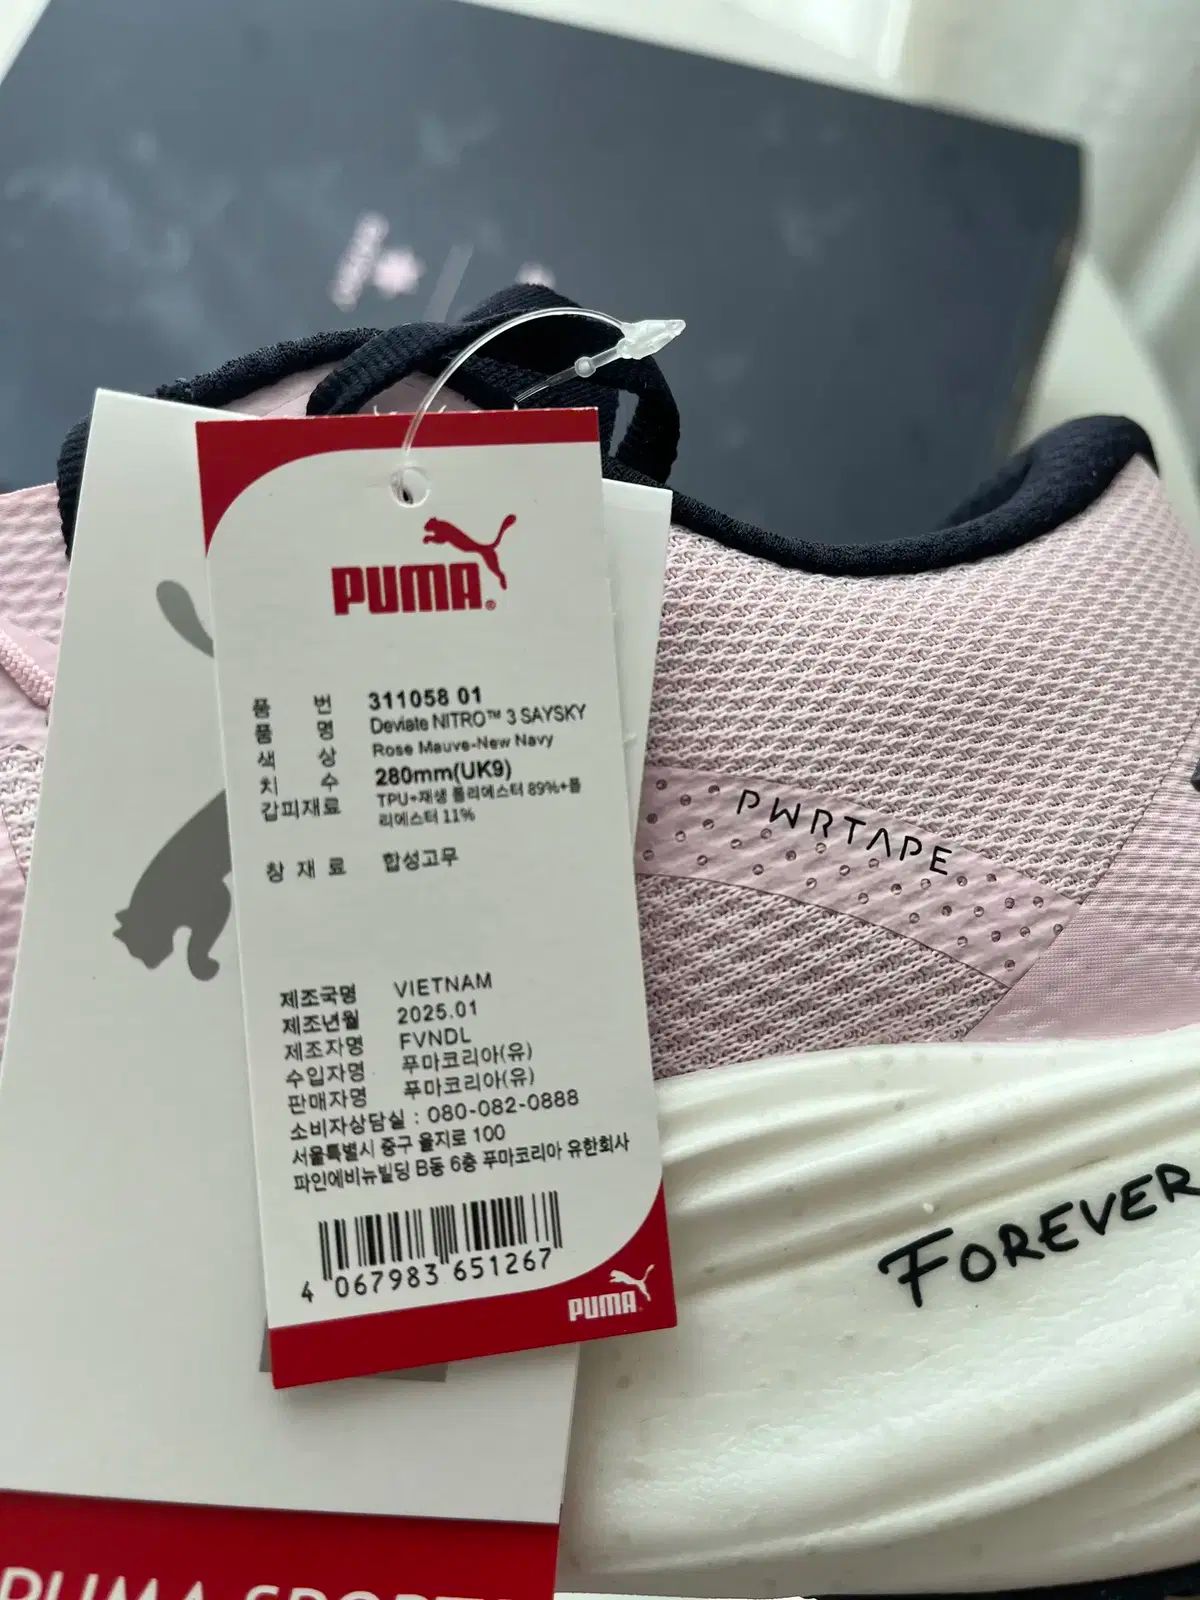 PUMA
품 번 311058 01
품 명 Deviate NITRO™ 3 SAYSKY
색 상 Rose Mauve-New Navy
치 수 280mm(UK9)
갑피재료 TPU+재생 폴리에스터 89%+폴
리에스터 11%
창 재 료 합성고무
제조국명 VIETNAM
제조년월 2025.01
제조자명 FVNDL
수입자명 푸마코리아(유)
판매자명 푸마코리아(유)
소비자상담실 : 080-082-0888
서울특별시 중구 을지로 100
파인에비뉴빌딩 B동 6층 푸마코리아 유한회사
4 067983 651267
PUMA
PWRTAPE
FOREVER
PUMA SPORT